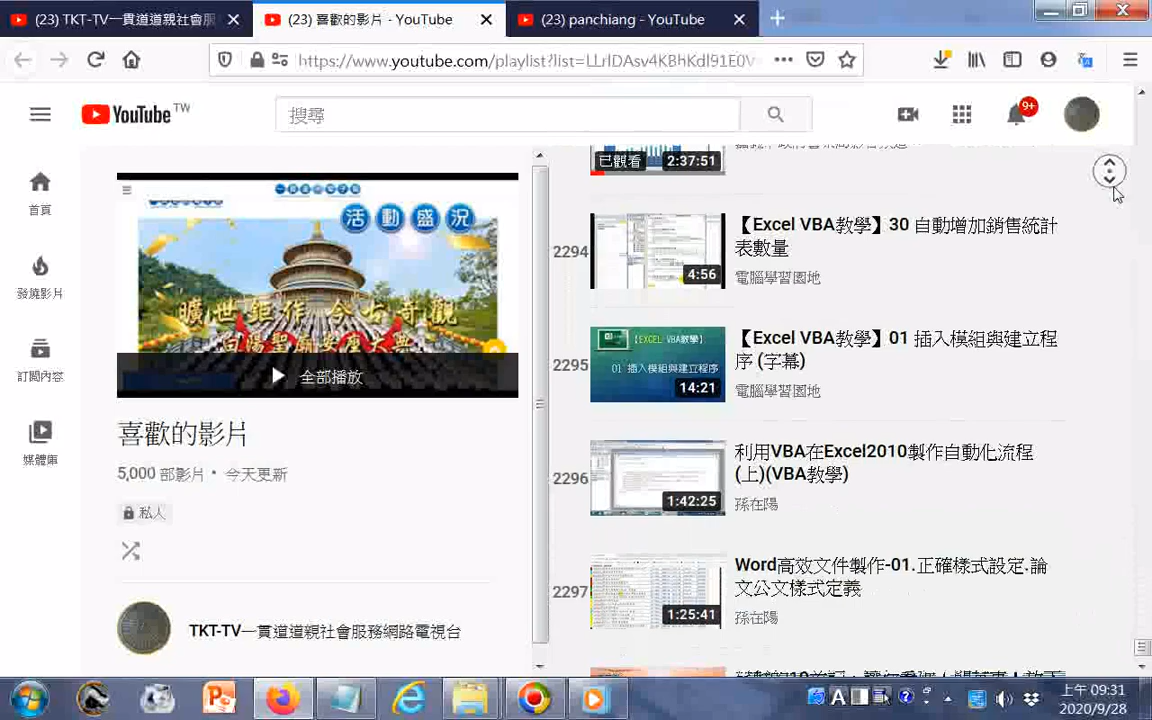 (23) TKT-TV一貫道道親社會服
(23) 喜歡的影片 - YouTube
(23) panchiang - YouTube
https://www.youtube.com/playlist?list=LLrIDAsv4KBhKdl91E0V
YouTube TW
搜尋
9+
首頁
發燒影片
訂閱內容
媒體庫
活動盛況
曠世鉅作 今古奇觀
全部播放
喜歡的影片
5,000 部影片 • 今天更新
私人
TKT-TV一貫道道親社會服務網路電視台
已觀看 2:37:51
2294
4:56
【Excel VBA教學】30 自動增加銷售統計
表數量
電腦學習園地
2295
【EXCEL VBA教學】
01 插入模組與建立程序
14:21
【Excel VBA教學】01 插入模組與建立程
序 (字幕)
電腦學習園地
2296
1:42:25
利用VBA在Excel2010製作自動化流程
(上)(VBA教學)
孫在陽
2297
1:25:41
Word高效文件製作-01.正確樣式設定.論
文公文樣式定義
孫在陽
上午 09:31
2020/9/28